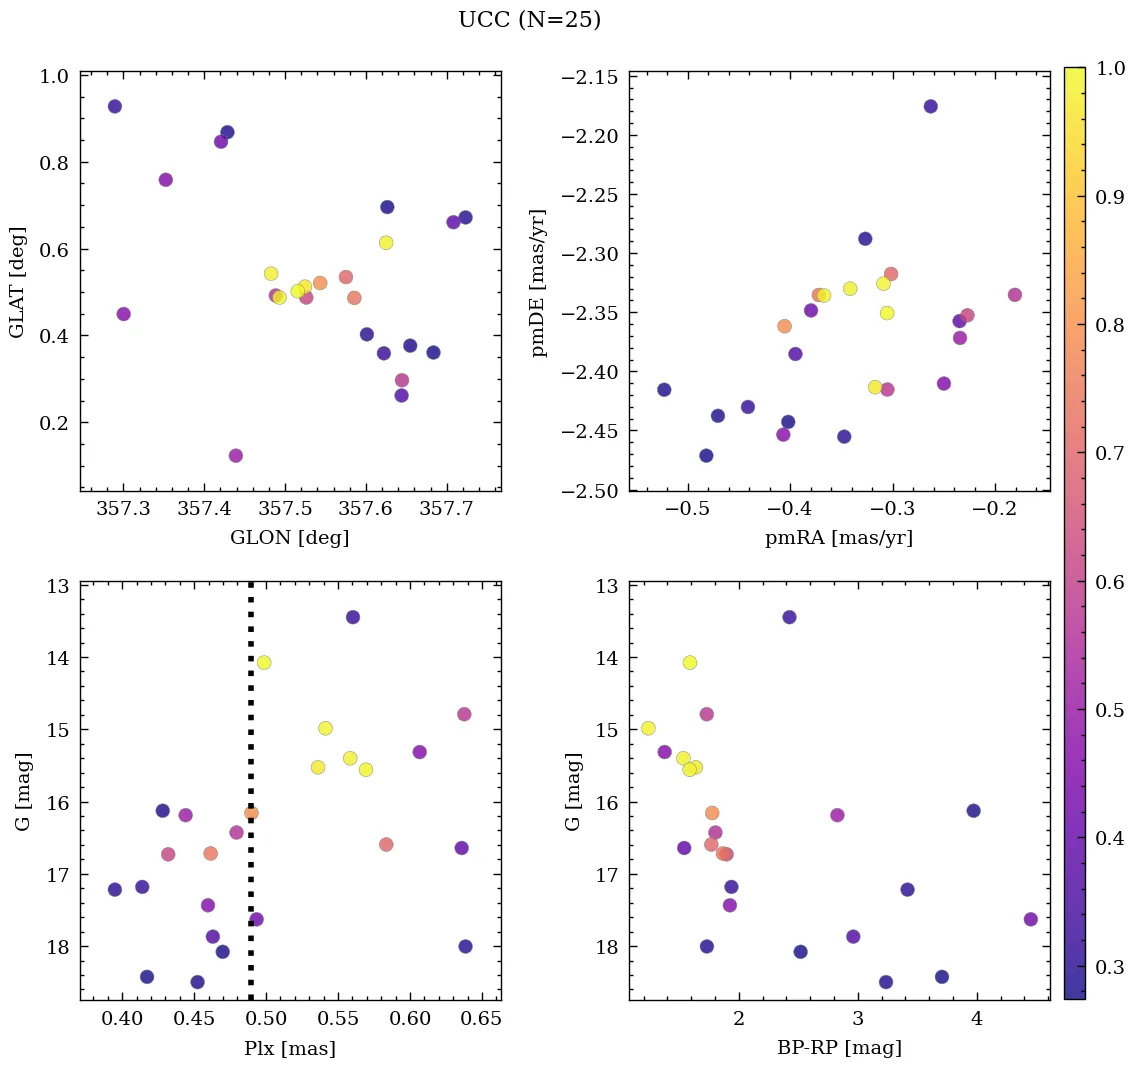 UCC (N=25)
1.0
0.8
0.6
0.4
0.2
GLAT [deg]
357.3 357.4 357.5 357.6 357.7
GLON [deg]
−2.15
−2.20
−2.25
−2.30
−2.35
−2.40
−2.45
−2.50
pmDE [mas/yr]
−0.5 −0.4 −0.3 −0.2
pmRA [mas/yr]
13
14
15
16
17
18
G [mag]
0.40 0.45 0.50 0.55 0.60 0.65
Plx [mas]
13
14
15
16
17
18
G [mag]
2 3 4
BP-RP [mag]
1.0
0.9
0.8
0.7
0.6
0.5
0.4
0.3